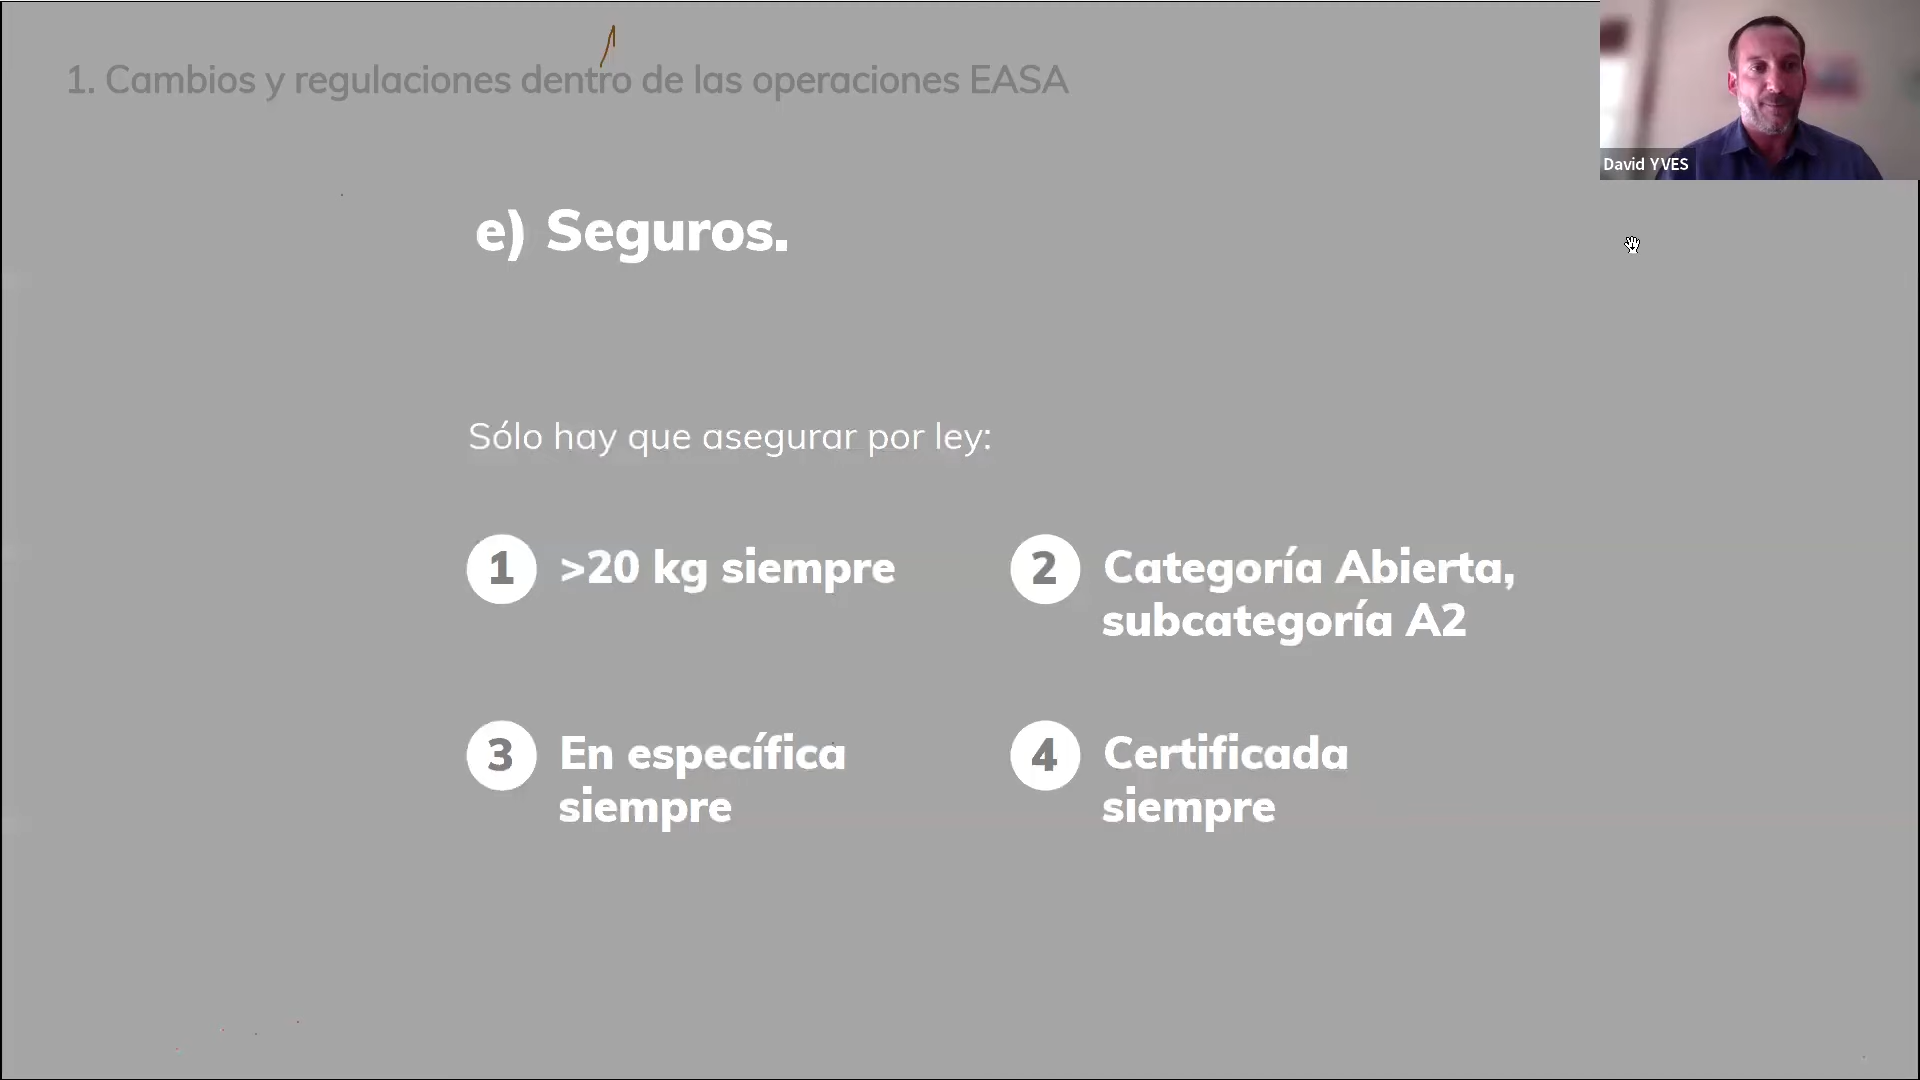 1. Cambios y regulaciones dentro de las operaciones EASA
David YVES
e) Seguros.
Sólo hay que asegurar por ley:
1 >20 kg siempre
2 Categoría Abierta,
subcategoría A2
3 En específica
siempre
4 Certificada
siempre